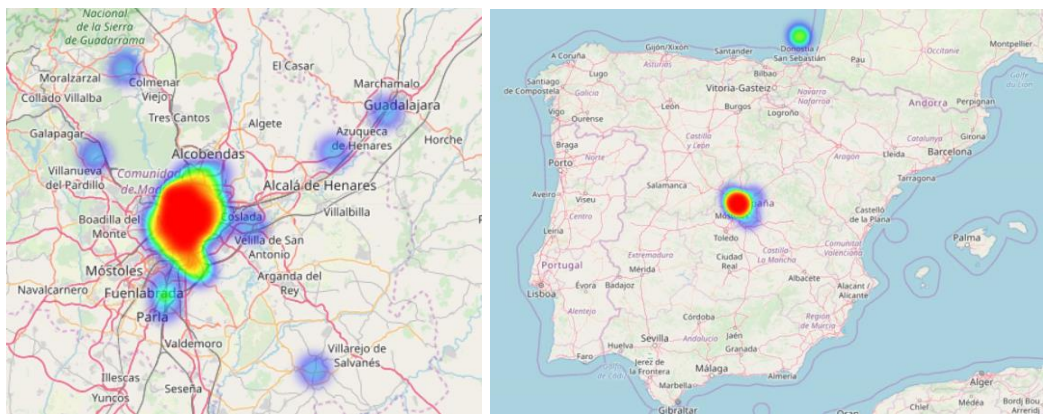 Nacional
de la Sierra
de Guadarrama
El Casar
Moralzarzal
Colmenar
Viejo
Collado Villalba
Marchamalo
Guadalajara
Tres Cantos
Algete
Galapagar
Azuqueca
de Henares
Horche
Alcobendas
Villanueva
del Pardillo
Comunidad
de Mad
Alcalá de Henares
Boadilla del
Monte
Coslada
Villalbilla
Velilla de San
Antonio
Móstoles
Arganda del
Rey
Navalcarnero
Fuenlabrada
Parla
Valdemoro
Villarejo de
Salvanés
Illescas
Yuncos
Seseña
A Coruña
Gijón/Xixón
Santander
Donostia /
San Sebastián
Pau
Occitanie
Montpellier
Golfe
du Lion
Santiago
de Compostela
Lugo
Asturias
Bilbao
Galicia
Vitoria-Gasteiz
Navarra
Nafarroa
Andorra
Perpignan
Vigo
Ourense
León
Burgos
Logroño
Girona
Braga
Norte
Castilla
y León
Catalunya
Lleida
Barcelona
Porto
Aragón
Tarragona
Aveiro
Viseu
Salamanca
España
Castelló
de la Plana
Centro
Toledo
Leiria
Extremadura
Ciudad
Real
Castilla-
La Mancha
Comunitat
Valenciana
Palma
Portugal
Mérida
Albacete
Lisboa
Évora
Badajoz
Alacant /
Alicante
Alentejo
Córdoba
Región
de Murcia
Jaén
Sevilla
Andalucía
Granada
Faro
Huelva
Jerez de
la Frontera
Málaga
Almería
Marbella
Gibraltar
Alger
Oran
Chlef
Médéa
Bordj Bou
Arrerid